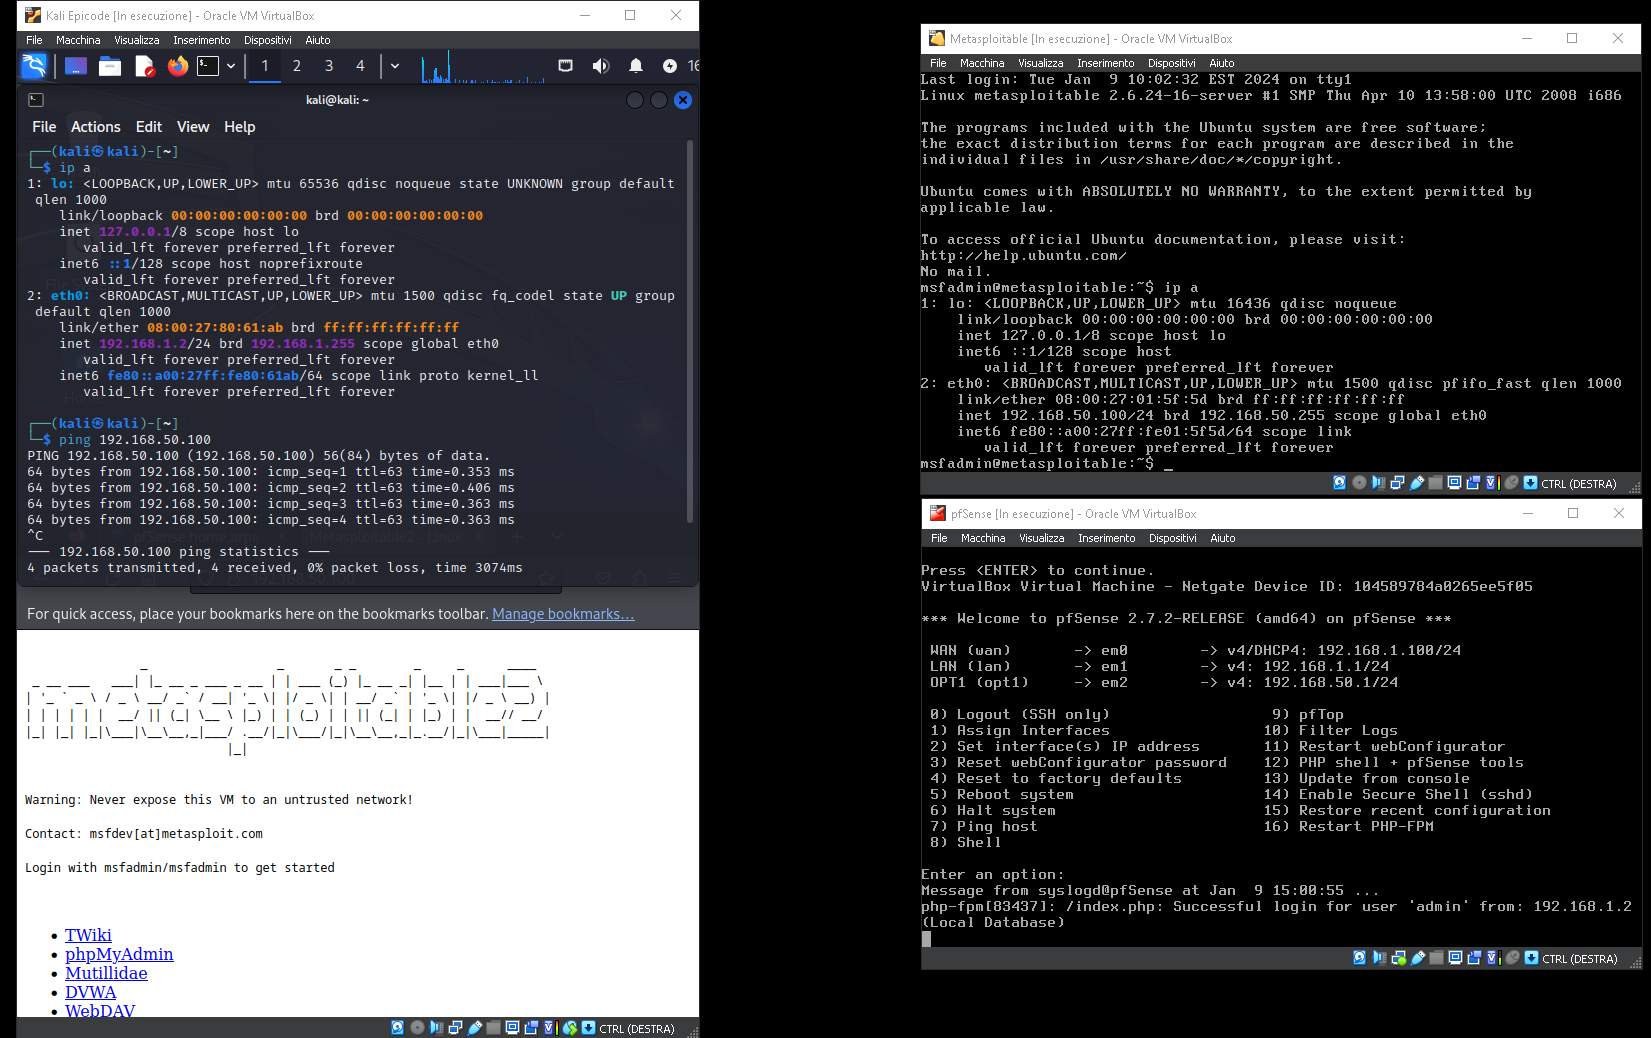 Kali Epicode [In esecuzione] - Oracle VM VirtualBox
File Macchina Visualizza Inserimento Dispositivi Aiuto
1 2 3 4 16
kali@kali: ~
File Actions Edit View Help
┌──(kali㉿kali)-[~]
└─$ ip a
1: lo: <LOOPBACK,UP,LOWER_UP> mtu 65536 qdisc noqueue state UNKNOWN group default
qlen 1000
link/loopback 00:00:00:00:00:00 brd 00:00:00:00:00:00
inet 127.0.0.1/8 scope host lo
valid_lft forever preferred_lft forever
inet6 ::1/128 scope host noprefixroute
valid_lft forever preferred_lft forever
2: eth0: <BROADCAST,MULTICAST,UP,LOWER_UP> mtu 1500 qdisc fq_codel state UP group
default qlen 1000
link/ether 08:00:27:80:61:ab brd ff:ff:ff:ff:ff:ff
inet 192.168.1.2/24 brd 192.168.1.255 scope global eth0
valid_lft forever preferred_lft forever
inet6 fe80::a00:27ff:fe80:61ab/64 scope link proto kernel_ll
valid_lft forever preferred_lft forever
┌──(kali㉿kali)-[~]
└─$ ping 192.168.50.100
PING 192.168.50.100 (192.168.50.100) 56(84) bytes of data.
64 bytes from 192.168.50.100: icmp_seq=1 ttl=63 time=0.353 ms
64 bytes from 192.168.50.100: icmp_seq=2 ttl=63 time=0.406 ms
64 bytes from 192.168.50.100: icmp_seq=3 ttl=63 time=0.363 ms
64 bytes from 192.168.50.100: icmp_seq=4 ttl=63 time=0.363 ms
^C
--- 192.168.50.100 ping statistics ---
4 packets transmitted, 4 received, 0% packet loss, time 3074ms
For quick access, place your bookmarks here on the bookmarks toolbar. Manage bookmarks...
metasploitable2
Warning: Never expose this VM to an untrusted network!
Contact: msfdev[at]metasploit.com
Login with msfadmin/msfadmin to get started
• TWiki
• phpMyAdmin
• Mutillidae
• DVWA
• WebDAV
CTRL (DESTRA)
Metasploitable [In esecuzione] - Oracle VM VirtualBox
File Macchina Visualizza Inserimento Dispositivi Aiuto
Last login: Tue Jan  9 10:02:32 EST 2024 on tty1
Linux metasploitable 2.6.24-16-server #1 SMP Thu Apr 10 13:58:00 UTC 2008 i686
The programs included with the Ubuntu system are free software;
the exact distribution terms for each program are described in the
individual files in /usr/share/doc/*/copyright.
Ubuntu comes with ABSOLUTELY NO WARRANTY, to the extent permitted by
applicable law.
To access official Ubuntu documentation, please visit:
http://help.ubuntu.com/
No mail.
msfadmin@metasploitable:~$ ip a
1: lo: <LOOPBACK,UP,LOWER_UP> mtu 16436 qdisc noqueue
link/loopback 00:00:00:00:00:00 brd 00:00:00:00:00:00
inet 127.0.0.1/8 scope host lo
inet6 ::1/128 scope host
valid_lft forever preferred_lft forever
2: eth0: <BROADCAST,MULTICAST,UP,LOWER_UP> mtu 1500 qdisc pfifo_fast qlen 1000
link/ether 08:00:27:01:5f:5d brd ff:ff:ff:ff:ff:ff
inet 192.168.50.100/24 brd 192.168.50.255 scope global eth0
inet6 fe80::a00:27ff:fe01:5f5d/64 scope link
valid_lft forever preferred_lft forever
msfadmin@metasploitable:~$ _
CTRL (DESTRA)
pfSense [In esecuzione] - Oracle VM VirtualBox
File Macchina Visualizza Inserimento Dispositivi Aiuto
Press <ENTER> to continue.
VirtualBox Virtual Machine - Netgate Device ID: 104589784a0265ee5f05
*** Welcome to pfSense 2.7.2-RELEASE (amd64) on pfSense ***
WAN (wan) -> em0 -> v4/DHCP4: 192.168.1.100/24
LAN (lan) -> em1 -> v4: 192.168.1.1/24
OPT1 (opt1) -> em2 -> v4: 192.168.50.1/24
0) Logout (SSH only) 9) pfTop
1) Assign Interfaces 10) Filter Logs
2) Set interface(s) IP address 11) Restart webConfigurator
3) Reset webConfigurator password 12) PHP shell + pfSense tools
4) Reset to factory defaults 13) Update from console
5) Reboot system 14) Enable Secure Shell (sshd)
6) Halt system 15) Restore recent configuration
7) Ping host 16) Restart PHP-FPM
8) Shell
Enter an option:
Message from syslogd@pfSense at Jan  9 15:00:55 ...
php-fpm[83437]: /index.php: Successful login for user 'admin' from: 192.168.1.2
(Local Database)
CTRL (DESTRA)